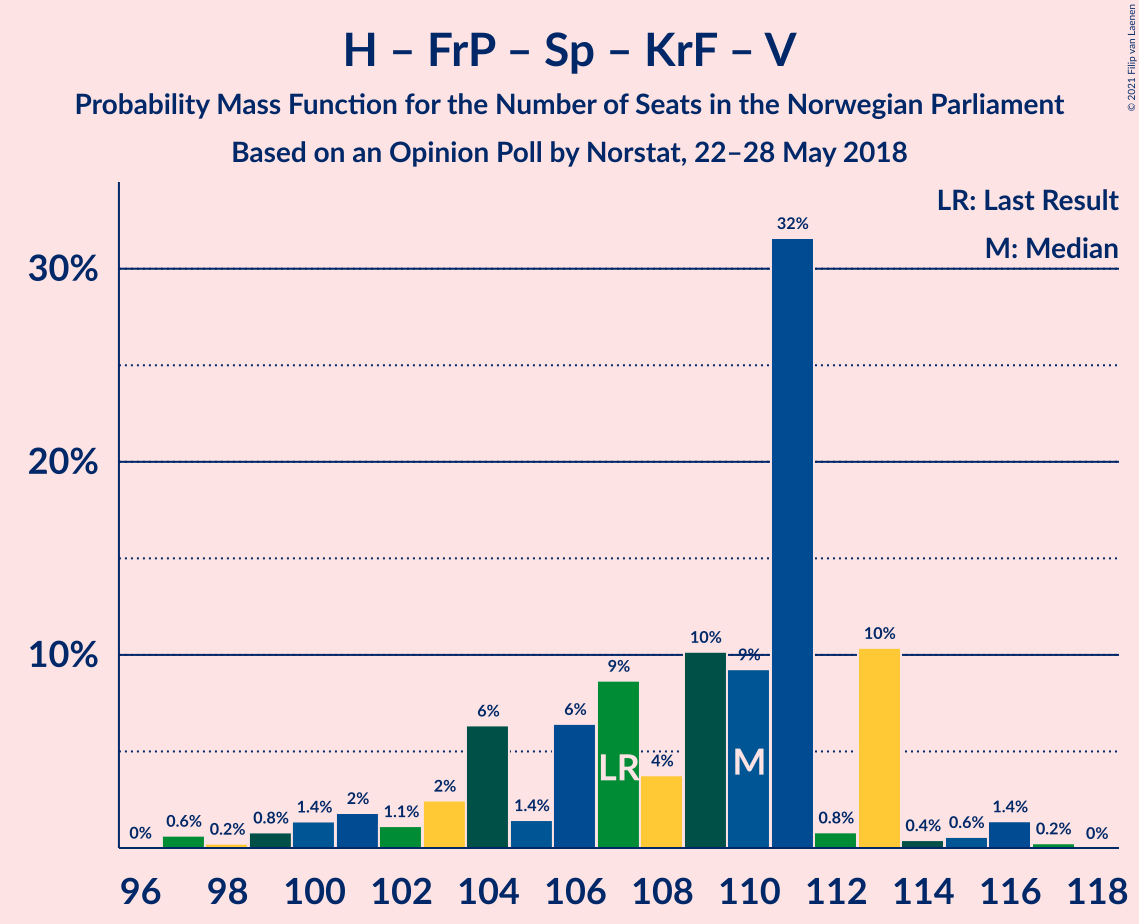 H – FrP – Sp – KrF – V
Probability Mass Function for the Number of Seats in the Norwegian Parliament
Based on an Opinion Poll by Norstat, 22–28 May 2018
© 2021 Filip van Laenen
LR: Last Result
M: Median
30%
20%
10%
0%
0.6%
0.2%
0.8%
1.4%
2%
1.1%
2%
6%
1.4%
6%
9%
4%
10%
9%
32%
0.8%
10%
0.4%
0.6%
1.4%
0.2%
0%
LR
M
96 98 100 102 104 106 108 110 112 114 116 118